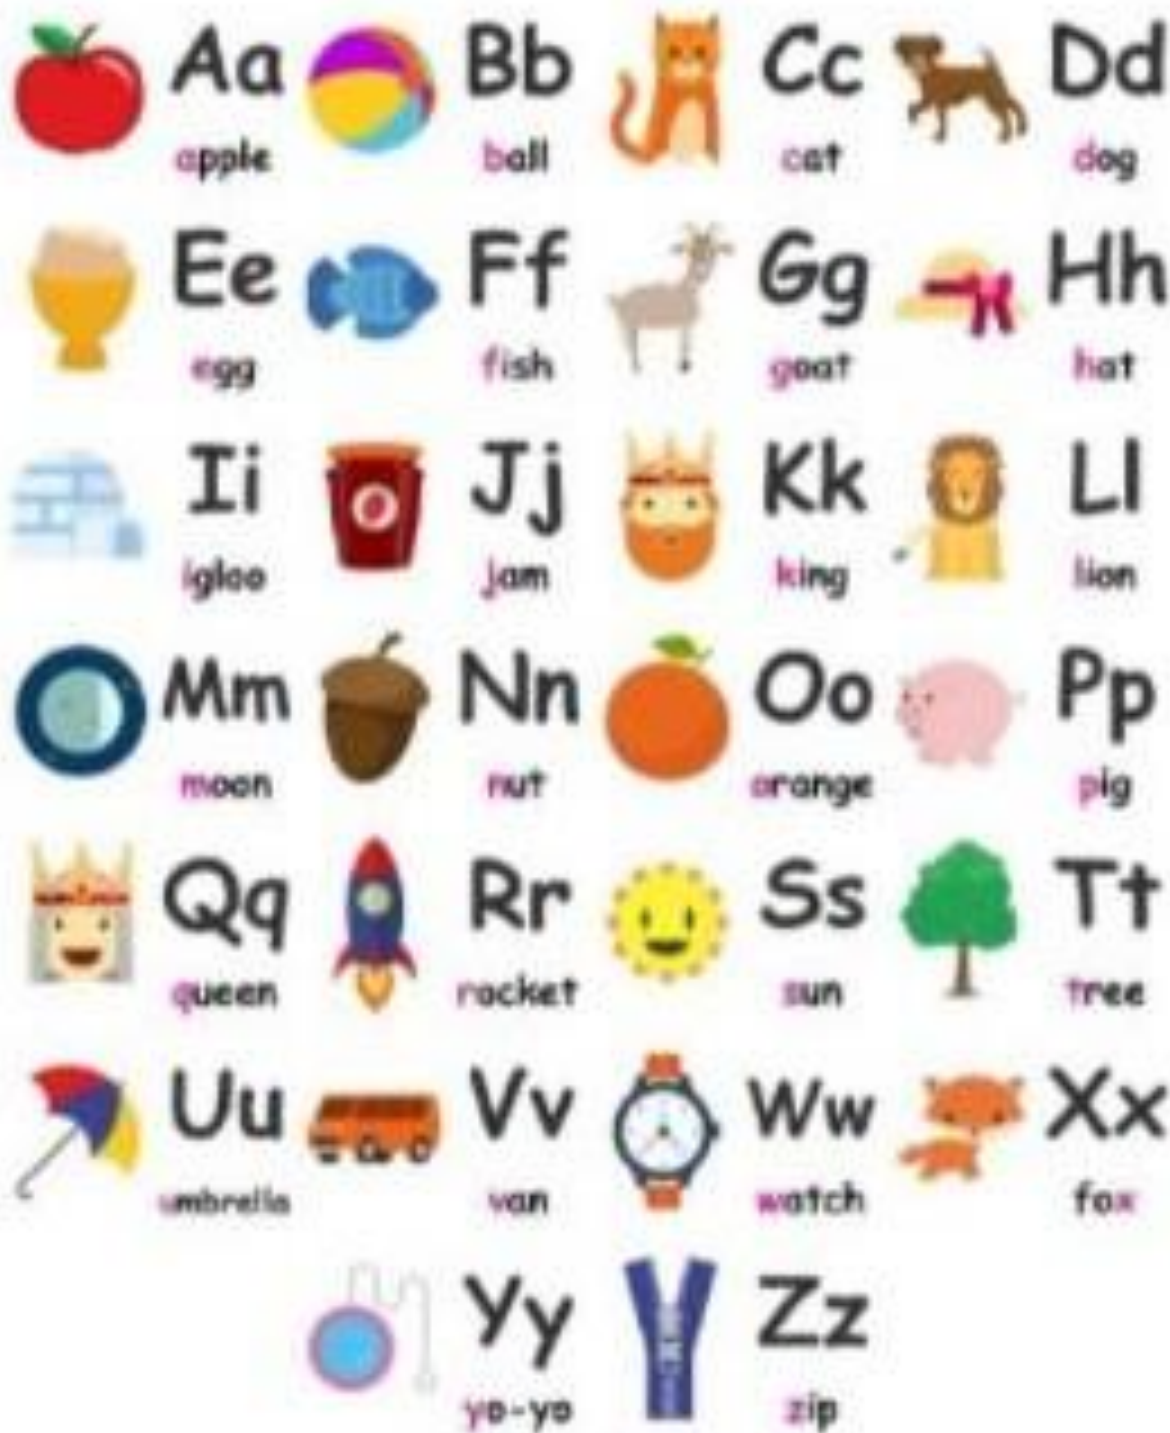 Aa Bb Cc Dd
apple ball cat dog
Ee Ff Gg Hh
egg fish goat hat
Ii Jj Kk Ll
igloo jam king lion
Mm Nn Oo Pp
moon nut orange pig
Qq Rr Ss Tt
queen rocket sun tree
Uu Vv Ww Xx
umbrella van watch fox
Yy Zz
yo-yo zip